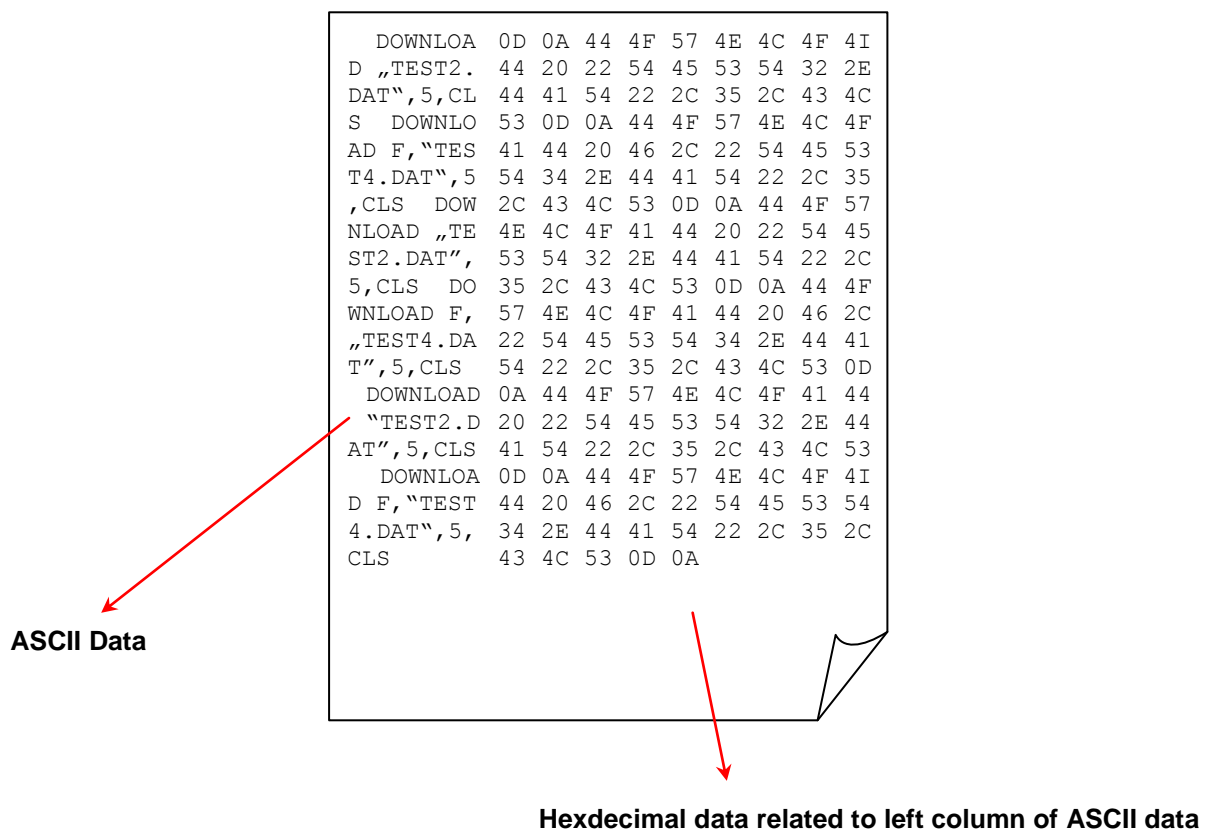 DOWNLOA 0D 0A 44 4F 57 4E 4C 4F 4I
D „TEST2. 44 20 22 54 45 53 54 32 2E
DAT‟,5,CL 44 41 54 22 2C 35 2C 43 4C
S DOWNLO 53 0D 0A 44 4F 57 4E 4C 4F
AD F,‟TES 41 44 20 46 2C 22 54 45 53
T4.DAT‟,5 54 34 2E 44 41 54 22 2C 35
,CLS DOW 2C 43 4C 53 0D 0A 44 4F 57
NLOAD „TE 4E 4C 4F 41 44 20 22 54 45
ST2.DAT”, 53 54 32 2E 44 41 54 22 2C
5,CLS DO 35 2C 43 4C 53 0D 0A 44 4F
WNLOAD F, 57 4E 4C 4F 41 44 20 46 2C
„TEST4.DA 22 54 45 53 54 34 2E 44 41
T”,5,CLS 54 22 2C 35 2C 43 4C 53 0D
DOWNLOAD 0A 44 4F 57 4E 4C 4F 41 44
‟TEST2.D 20 22 54 45 53 54 32 2E 44
AT”,5,CLS 41 54 22 2C 35 2C 43 4C 53
DOWNLOA 0D 0A 44 4F 57 4E 4C 4F 4I
D F,‟TEST 44 20 46 2C 22 54 45 53 54
4.DAT‟,5, 34 2E 44 41 54 22 2C 35 2C
CLS 43 4C 53 0D 0A
ASCII Data
Hexdecimal data related to left column of ASCII data